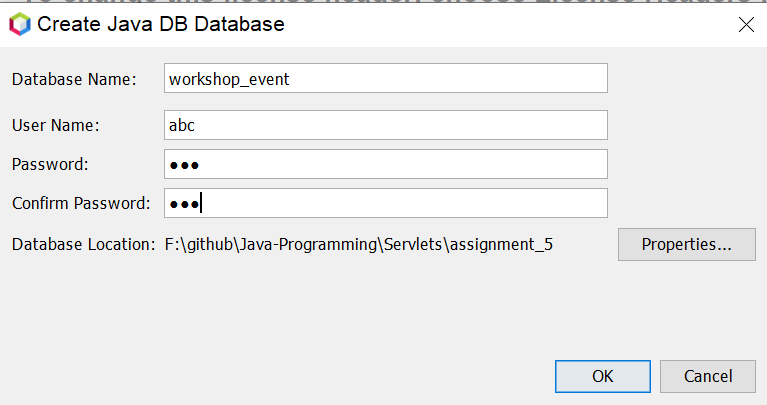 Create Java DB Database
Database Name: workshop_event
User Name: abc
Password: ●●●
Confirm Password: ●●●
Database Location: F:\github\Java-Programming\Servlets\assignment_5 Properties...
OK Cancel